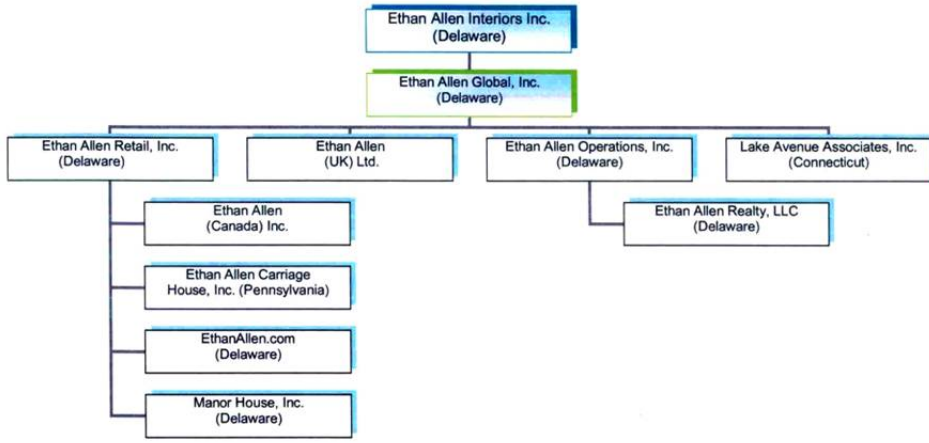 Ethan Allen Interiors Inc.
(Delaware)
Ethan Allen Global, Inc.
(Delaware)
Ethan Allen Retail, Inc.
(Delaware)
Ethan Allen
(UK) Ltd.
Ethan Allen Operations, Inc.
(Delaware)
Lake Avenue Associates, Inc.
(Connecticut)
Ethan Allen
(Canada) Inc.
Ethan Allen Realty, LLC
(Delaware)
Ethan Allen Carriage
House, Inc. (Pennsylvania)
EthanAllen.com
(Delaware)
Manor House, Inc.
(Delaware)